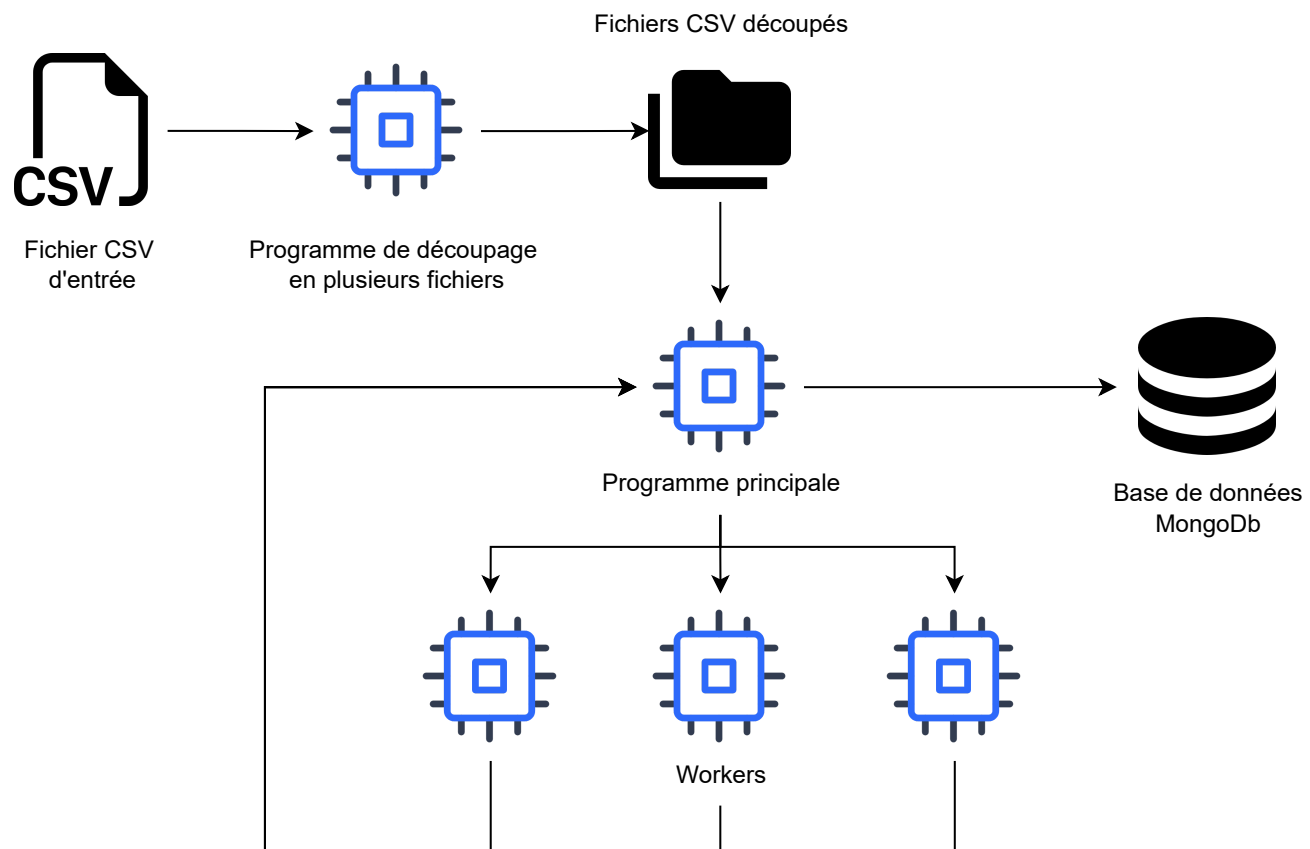 Fichiers CSV découpés
CSV
Fichier CSV
d'entrée
Programme de découpage
en plusieurs fichiers
Programme principale
Base de données
MongoDb
Workers